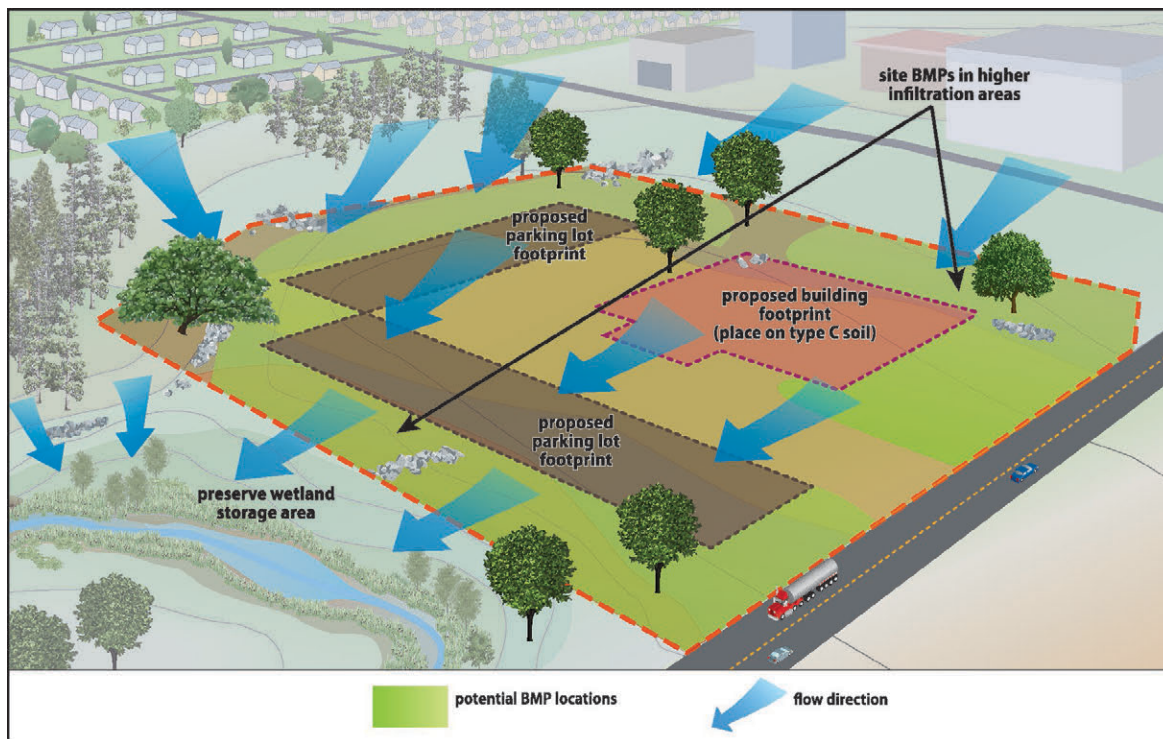 site BMPs in higher
infiltration areas
proposed
parking lot
footprint
proposed building
footprint
(place on type C soil)
proposed
parking lot
footprint
preserve wetland
storage area
potential BMP locations
flow direction